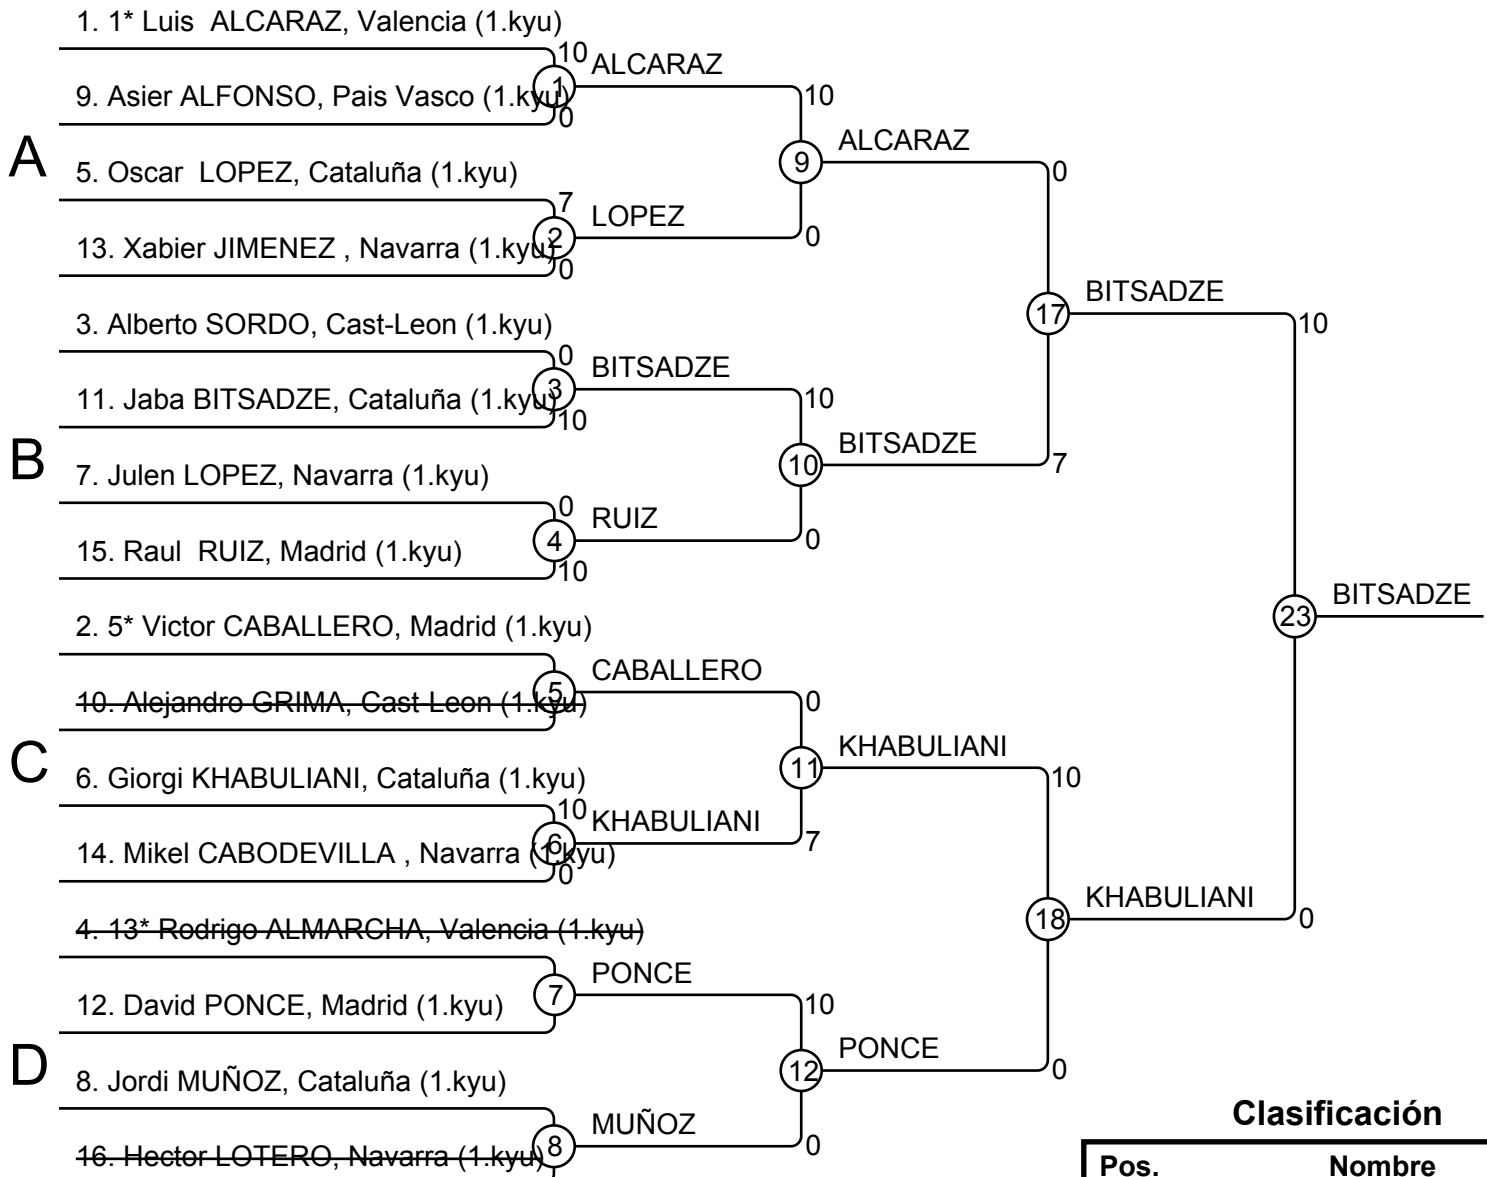 1. 1* Luis  ALCARAZ, Valencia (1.kyu)
10
ALCARAZ
1
9. Asier ALFONSO, Pais Vasco (1.kyu)
0
10
A
ALCARAZ
9
5. Oscar  LOPEZ, Cataluña (1.kyu)
0
7
LOPEZ
2
0
13. Xabier JIMENEZ , Navarra (1.kyu)
0
BITSADZE
17
10
3. Alberto SORDO, Cast-Leon (1.kyu)
0
BITSADZE
3
11. Jaba BITSADZE, Cataluña (1.kyu)
10
10
B
BITSADZE
10
7
7. Julen LOPEZ, Navarra (1.kyu)
0
RUIZ
4
0
15. Raul  RUIZ, Madrid (1.kyu)
10
BITSADZE
23
2. 5* Victor CABALLERO, Madrid (1.kyu)
CABALLERO
5
10. Alejandro GRIMA, Cast-Leon (1.kyu)
0
C
KHABULIANI
11
10
6. Giorgi KHABULIANI, Cataluña (1.kyu)
10
KHABULIANI
6
7
14. Mikel CABODEVILLA , Navarra (1.kyu)
0
KHABULIANI
18
0
4. 13* Rodrigo ALMARCHA, Valencia (1.kyu)
PONCE
7
12. David PONCE, Madrid (1.kyu)
10
D
PONCE
12
0
8. Jordi MUÑOZ, Cataluña (1.kyu)
MUÑOZ
8
0
16. Hector LOTERO, Navarra (1.kyu)
Clasificación
Pos. Nombre